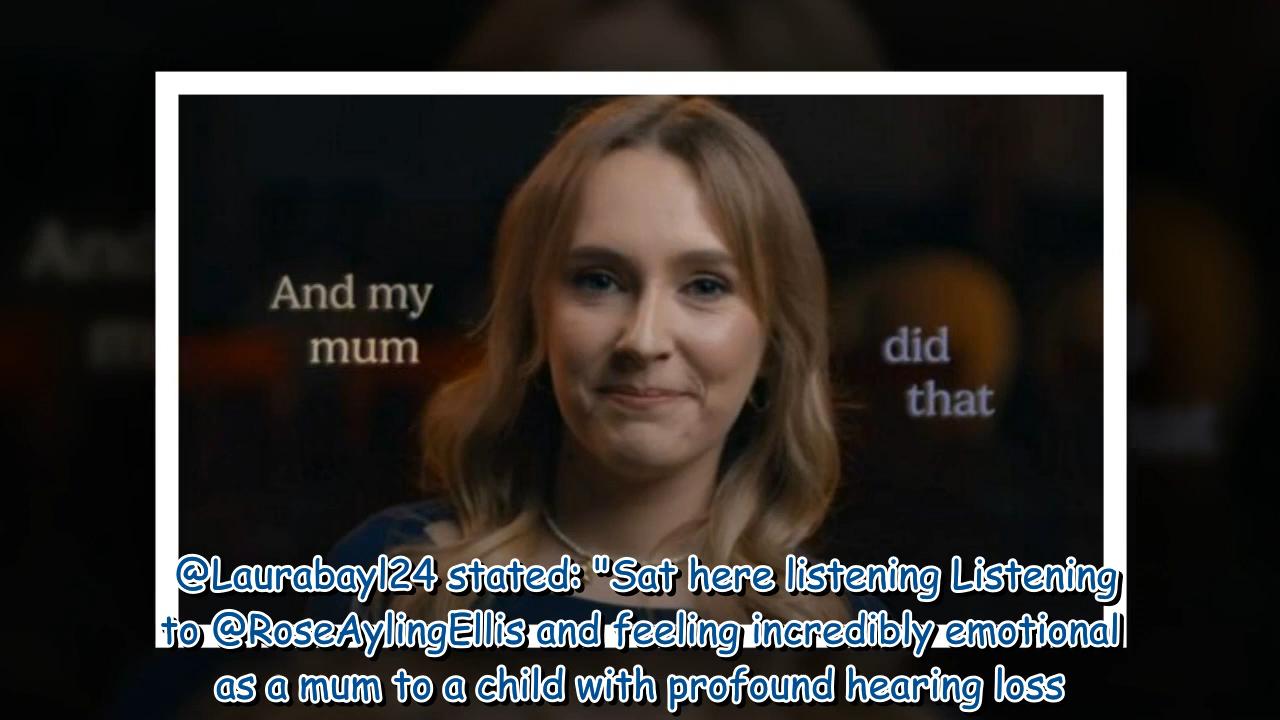 And my
mum
did
that
@Laurabayl24 stated: "Sat here listening Listening
to @RoseAylingEllis and feeling incredibly emotional
as a mum to a child with profound hearing loss